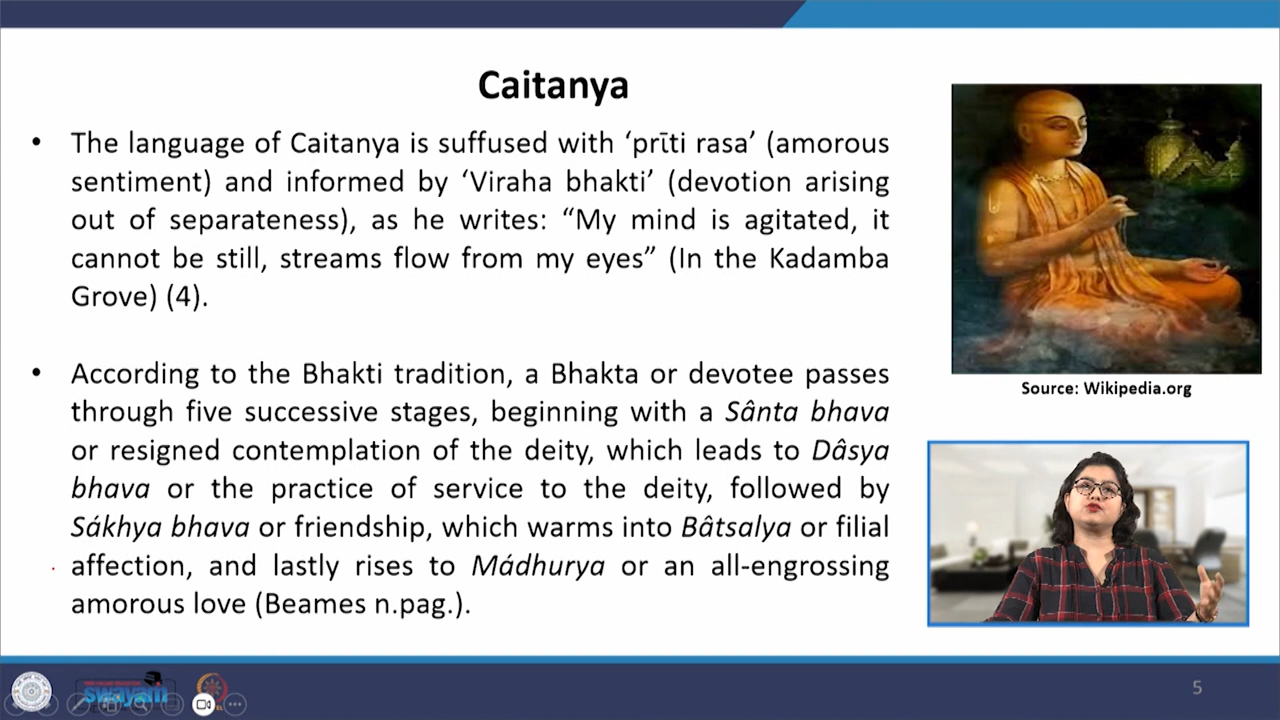 Caitanya
• The language of Caitanya is suffused with ‘prīti rasa’ (amorous
sentiment) and informed by ‘Viraha bhakti’ (devotion arising
out of separateness), as he writes: “My mind is agitated, it
cannot be still, streams flow from my eyes” (In the Kadamba
Grove) (4).
• According to the Bhakti tradition, a Bhakta or devotee passes
through five successive stages, beginning with a Sânta bhava
or resigned contemplation of the deity, which leads to Dâsya
bhava or the practice of service to the deity, followed by
Sákhya bhava or friendship, which warms into Bâtsalya or filial
affection, and lastly rises to Mádhurya or an all-engrossing
amorous love (Beames n.pag.).
Source: Wikipedia.org
swayam
5